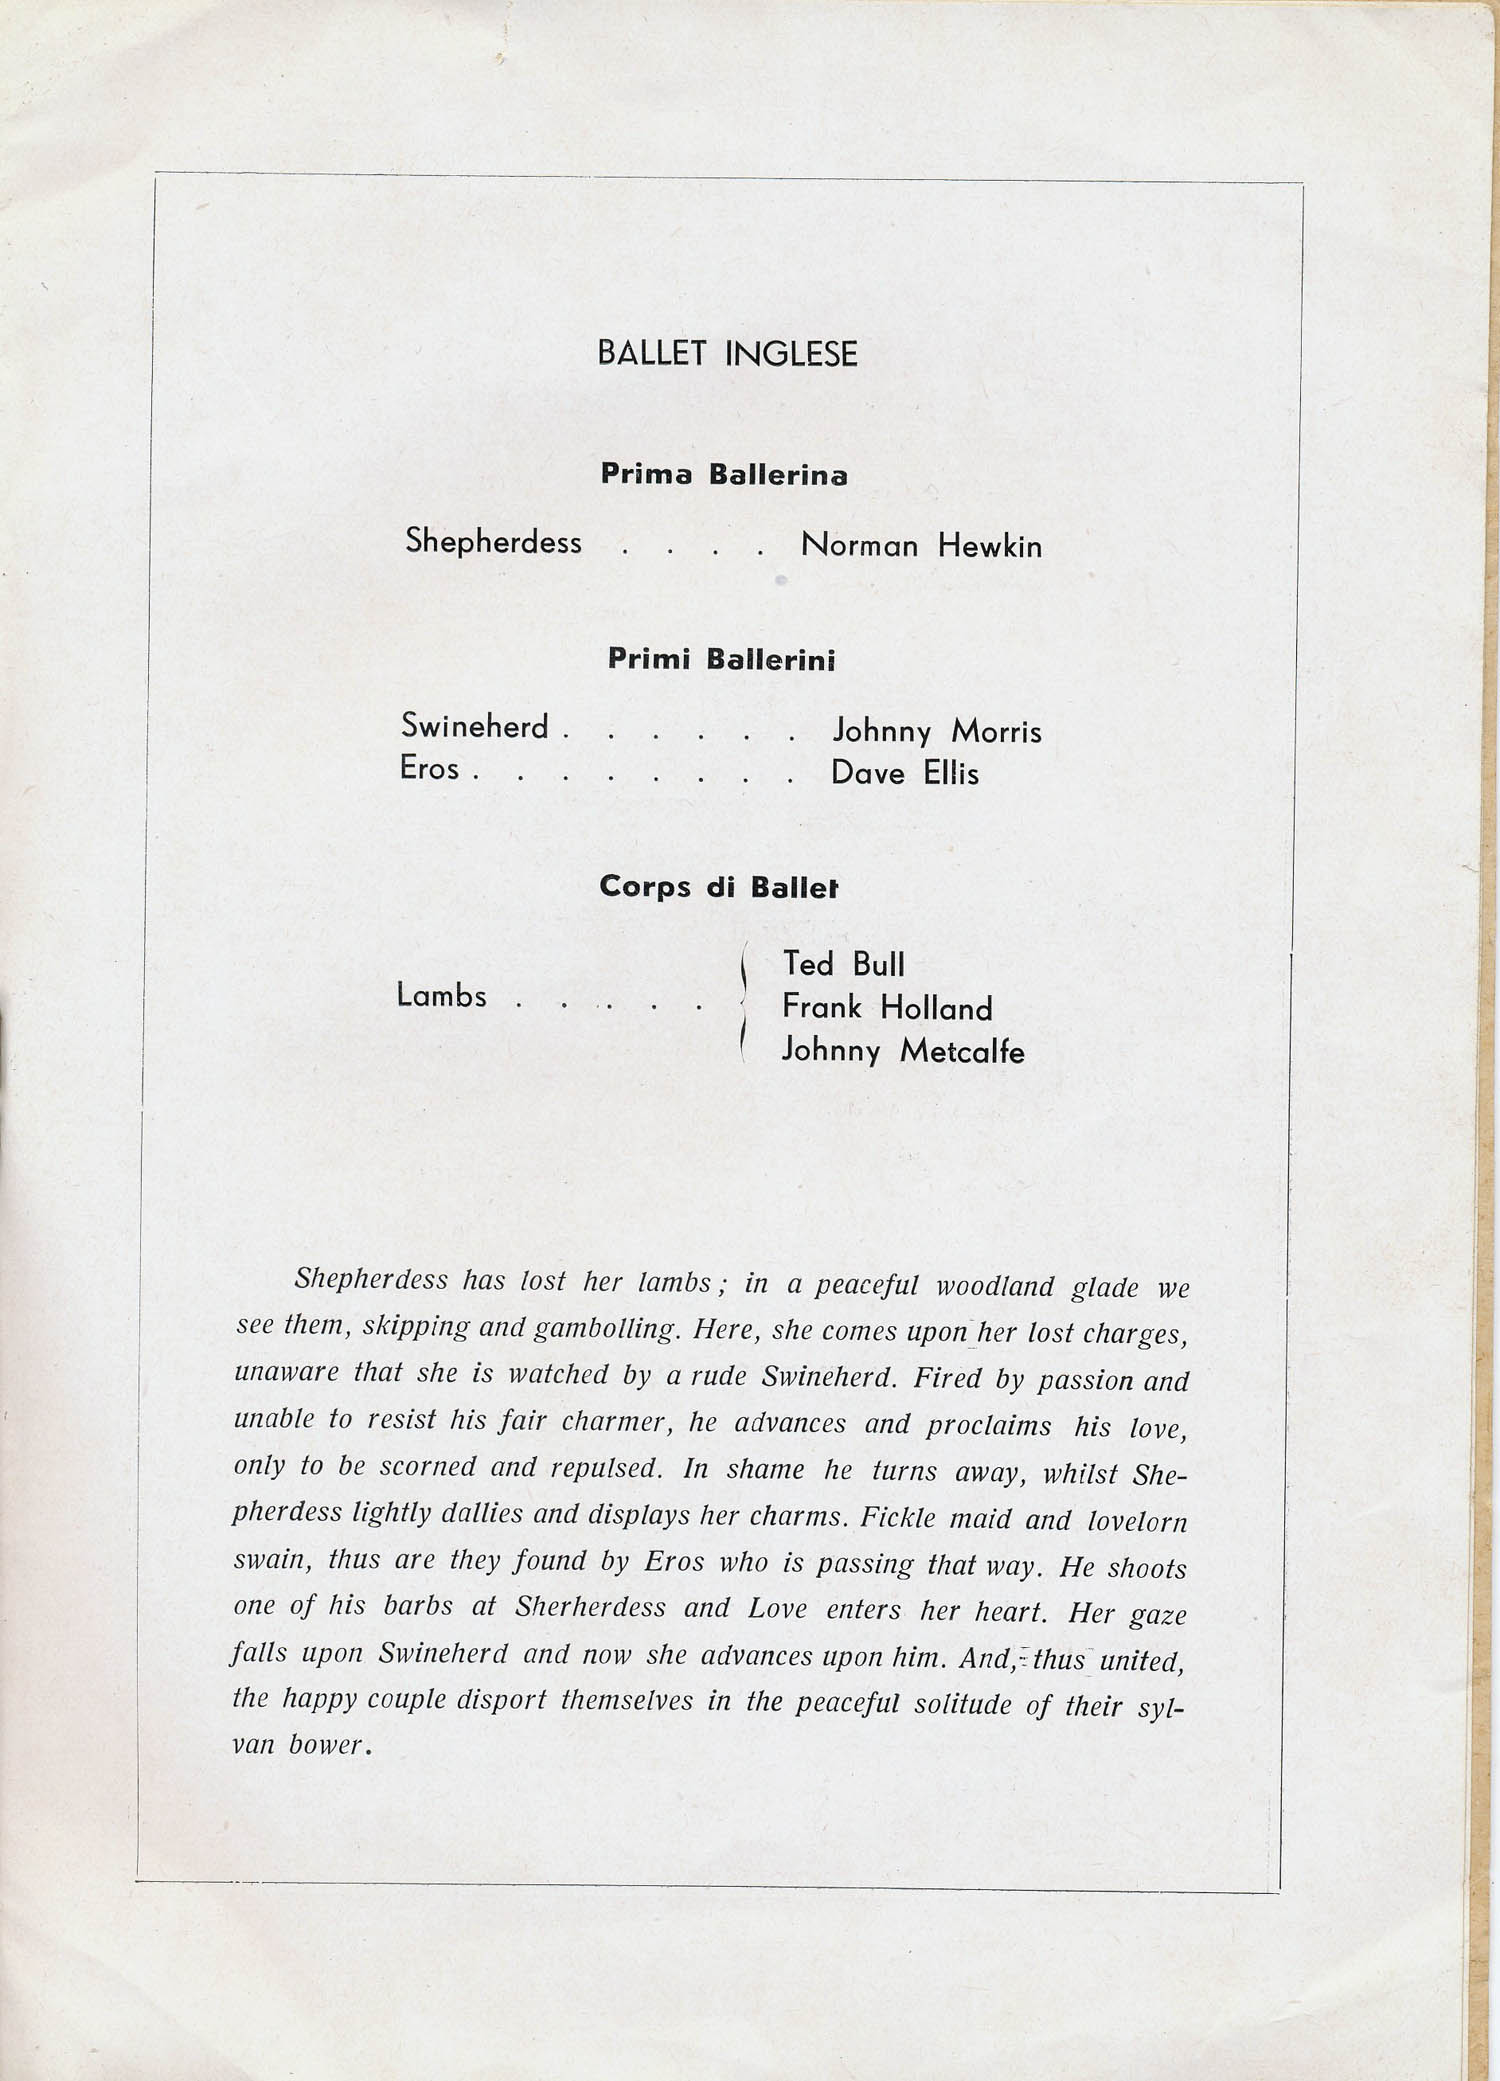 BALLET INGLESE
Prima Ballerina
Shepherdess . . . . Norman Hewkin
Primi Ballerini
Swineherd . . . . . . Johnny Morris
Eros . . . . . . . . Dave Ellis
Corps di Ballet
Ted Bull
Lambs . . . . . Frank Holland
Johnny Metcalfe
Shepherdess has lost her lambs ; in a peaceful woodland glade we
see them, skipping and gambolling. Here, she comes upon her lost charges,
unaware that she is watched by a rude Swineherd. Fired by passion and
unable to resist his fair charmer, he advances and proclaims his love,
only to be scorned and repulsed. In shame he turns away, whilst She-
pherdess lightly dallies and displays her charms. Fickle maid and lovelorn
swain, thus are they found by Eros who is passing that way. He shoots
one of his barbs at Sherherdess and Love enters her heart. Her gaze
falls upon Swineherd and now she advances upon him. And, thus united,
the happy couple disport themselves in the peaceful solitude of their syl-
van bower.